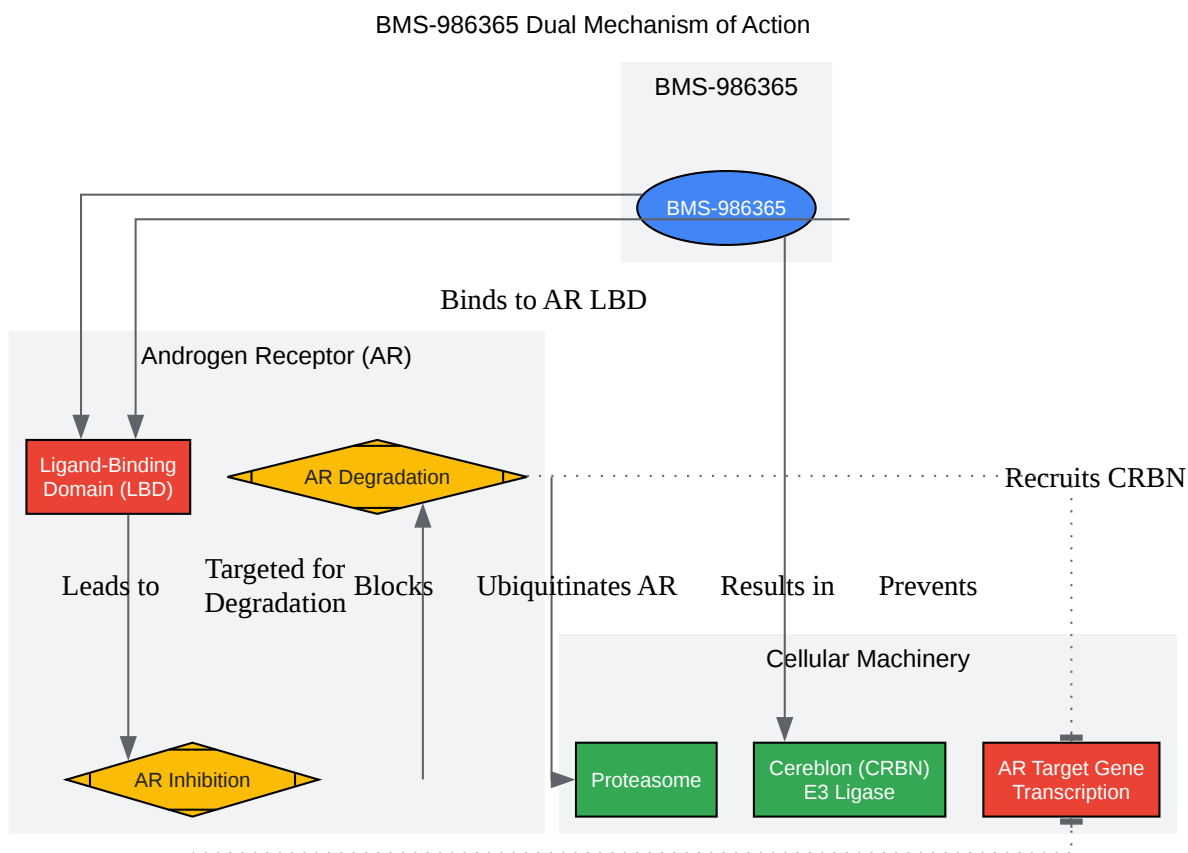 BMS-986365 Dual Mechanism of Action
BMS-986365
BMS-986365
Binds to AR LBD
Androgen Receptor (AR)
Ligand-Binding
Domain (LBD)
AR Degradation
Recruits CRBN
Leads to
Targeted for
Degradation
Blocks
Ubiquitinates AR
Results in
Prevents
Cellular Machinery
AR Inhibition
Proteasome
Cereblon (CRBN)
E3 Ligase
AR Target Gene
Transcription